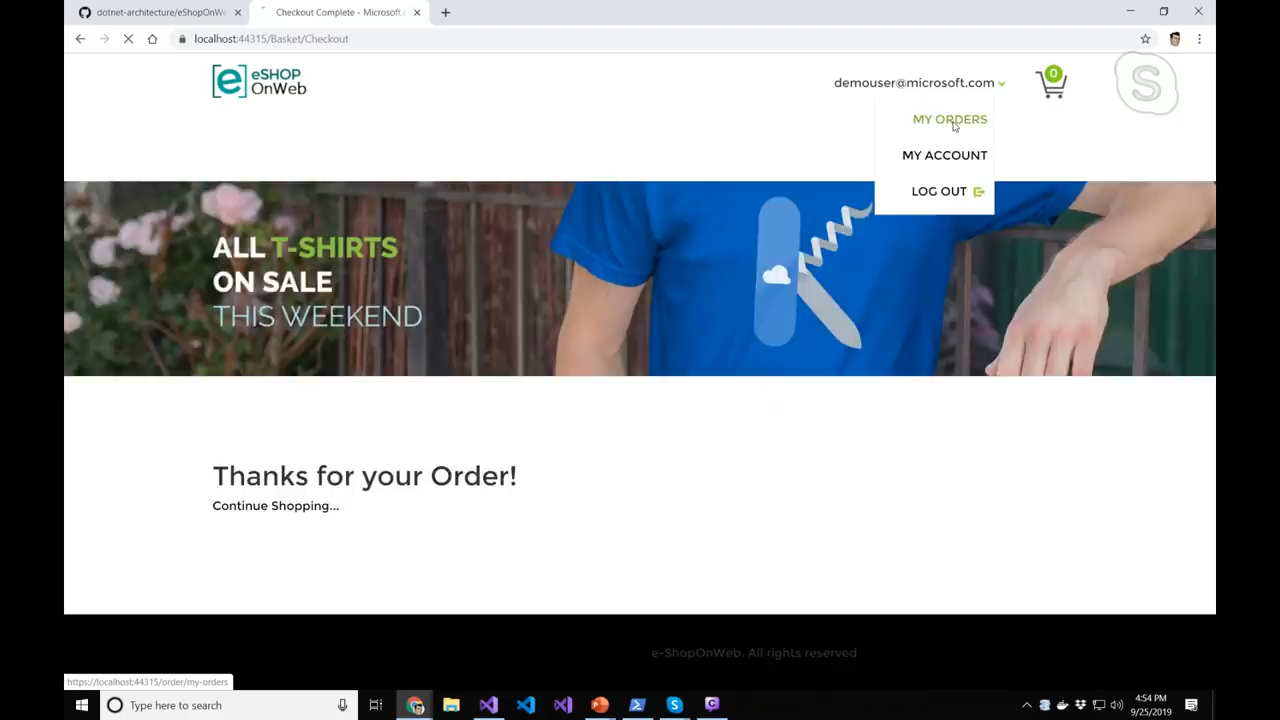 dotnet-architecture/eShopOnWe
Checkout Complete - Microsoft.
localhost:44315/Basket/Checkout
eSHOP
OnWeb
demouser@microsoft.com
0
MY ORDERS
MY ACCOUNT
LOG OUT
ALL T-SHIRTS
ON SALE
THIS WEEKEND
Thanks for your Order!
Continue Shopping...
e-ShopOnWeb. All rights reserved
https://localhost:44315/order/my-orders
Type here to search
4:54 PM
9/25/2019